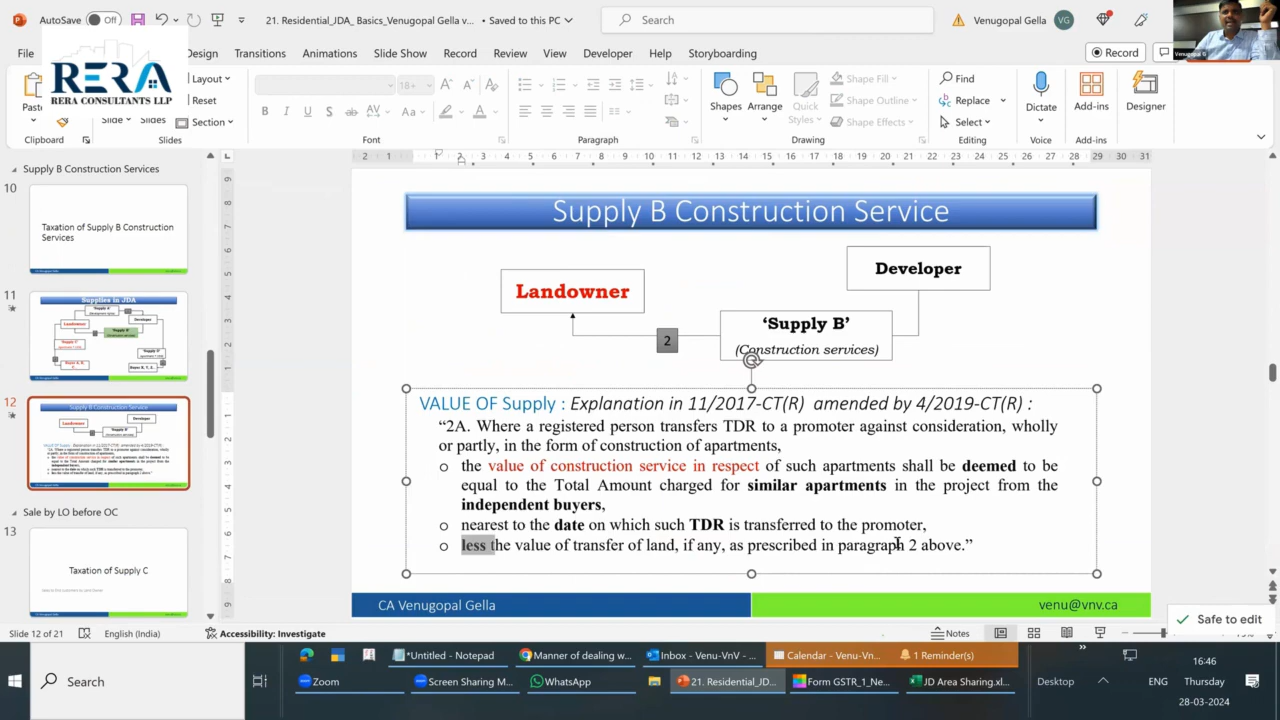 AutoSave
Off
21. Residential_JDA_ Basics_Venugopal Gella v...
• Saved to this PC
Search
Venugopal Gella
VG
Venugopal G
File
Design
Transitions
Animations
Slide Show
Record
Review
View
Developer
Help
Storyboarding
Record
RERA
RERA CONSULTANTS LLP
Paste
Layout
Reset
Section
Slide
Slides
18+
Shapes
Arrange
Quick
Styles
Shape Fill
Shape Outline
Shape Effects
Find
Replace
Select
Dictate
Add-ins
Designer
Clipboard
Slides
Font
Paragraph
Drawing
Editing
Voice
Add-ins
Supply B Construction Services
10
Taxation of Supply B Construction
Services
11
Supplies in JDA
12
Supply B Construction Service
Sale by LO before OC
13
Taxation of Supply C
Supply B Construction Service
Developer
Landowner
2
‘Supply B’
(Construction services)
VALUE OF Supply : Explanation in 11/2017-CT(R) amended by 4/2019-CT(R) :
“2A. Where a registered person transfers TDR to a promoter against consideration, wholly
or partly, in the form of construction of apartments,
o the value of construction service in respect of such apartments shall be deemed to be
equal to the Total Amount charged for similar apartments in the project from the
independent buyers,
o nearest to the date on which such TDR is transferred to the promoter,
o less the value of transfer of land, if any, as prescribed in paragraph 2 above.”
CA Venugopal Gella
venu@vnv.ca
Safe to edit
Slide 12 of 21
English (India)
Accessibility: Investigate
Notes
*Untitled - Notepad
Manner of dealing w...
Inbox - Venu-VnV - ...
Calendar - Venu-Vn...
1 Reminder(s)
Search
Zoom
Screen Sharing M...
WhatsApp
21. Residential_JD...
Form GSTR_1_Ne...
JD Area Sharing.xl...
Desktop
ENG
16:46
Thursday
28-03-2024